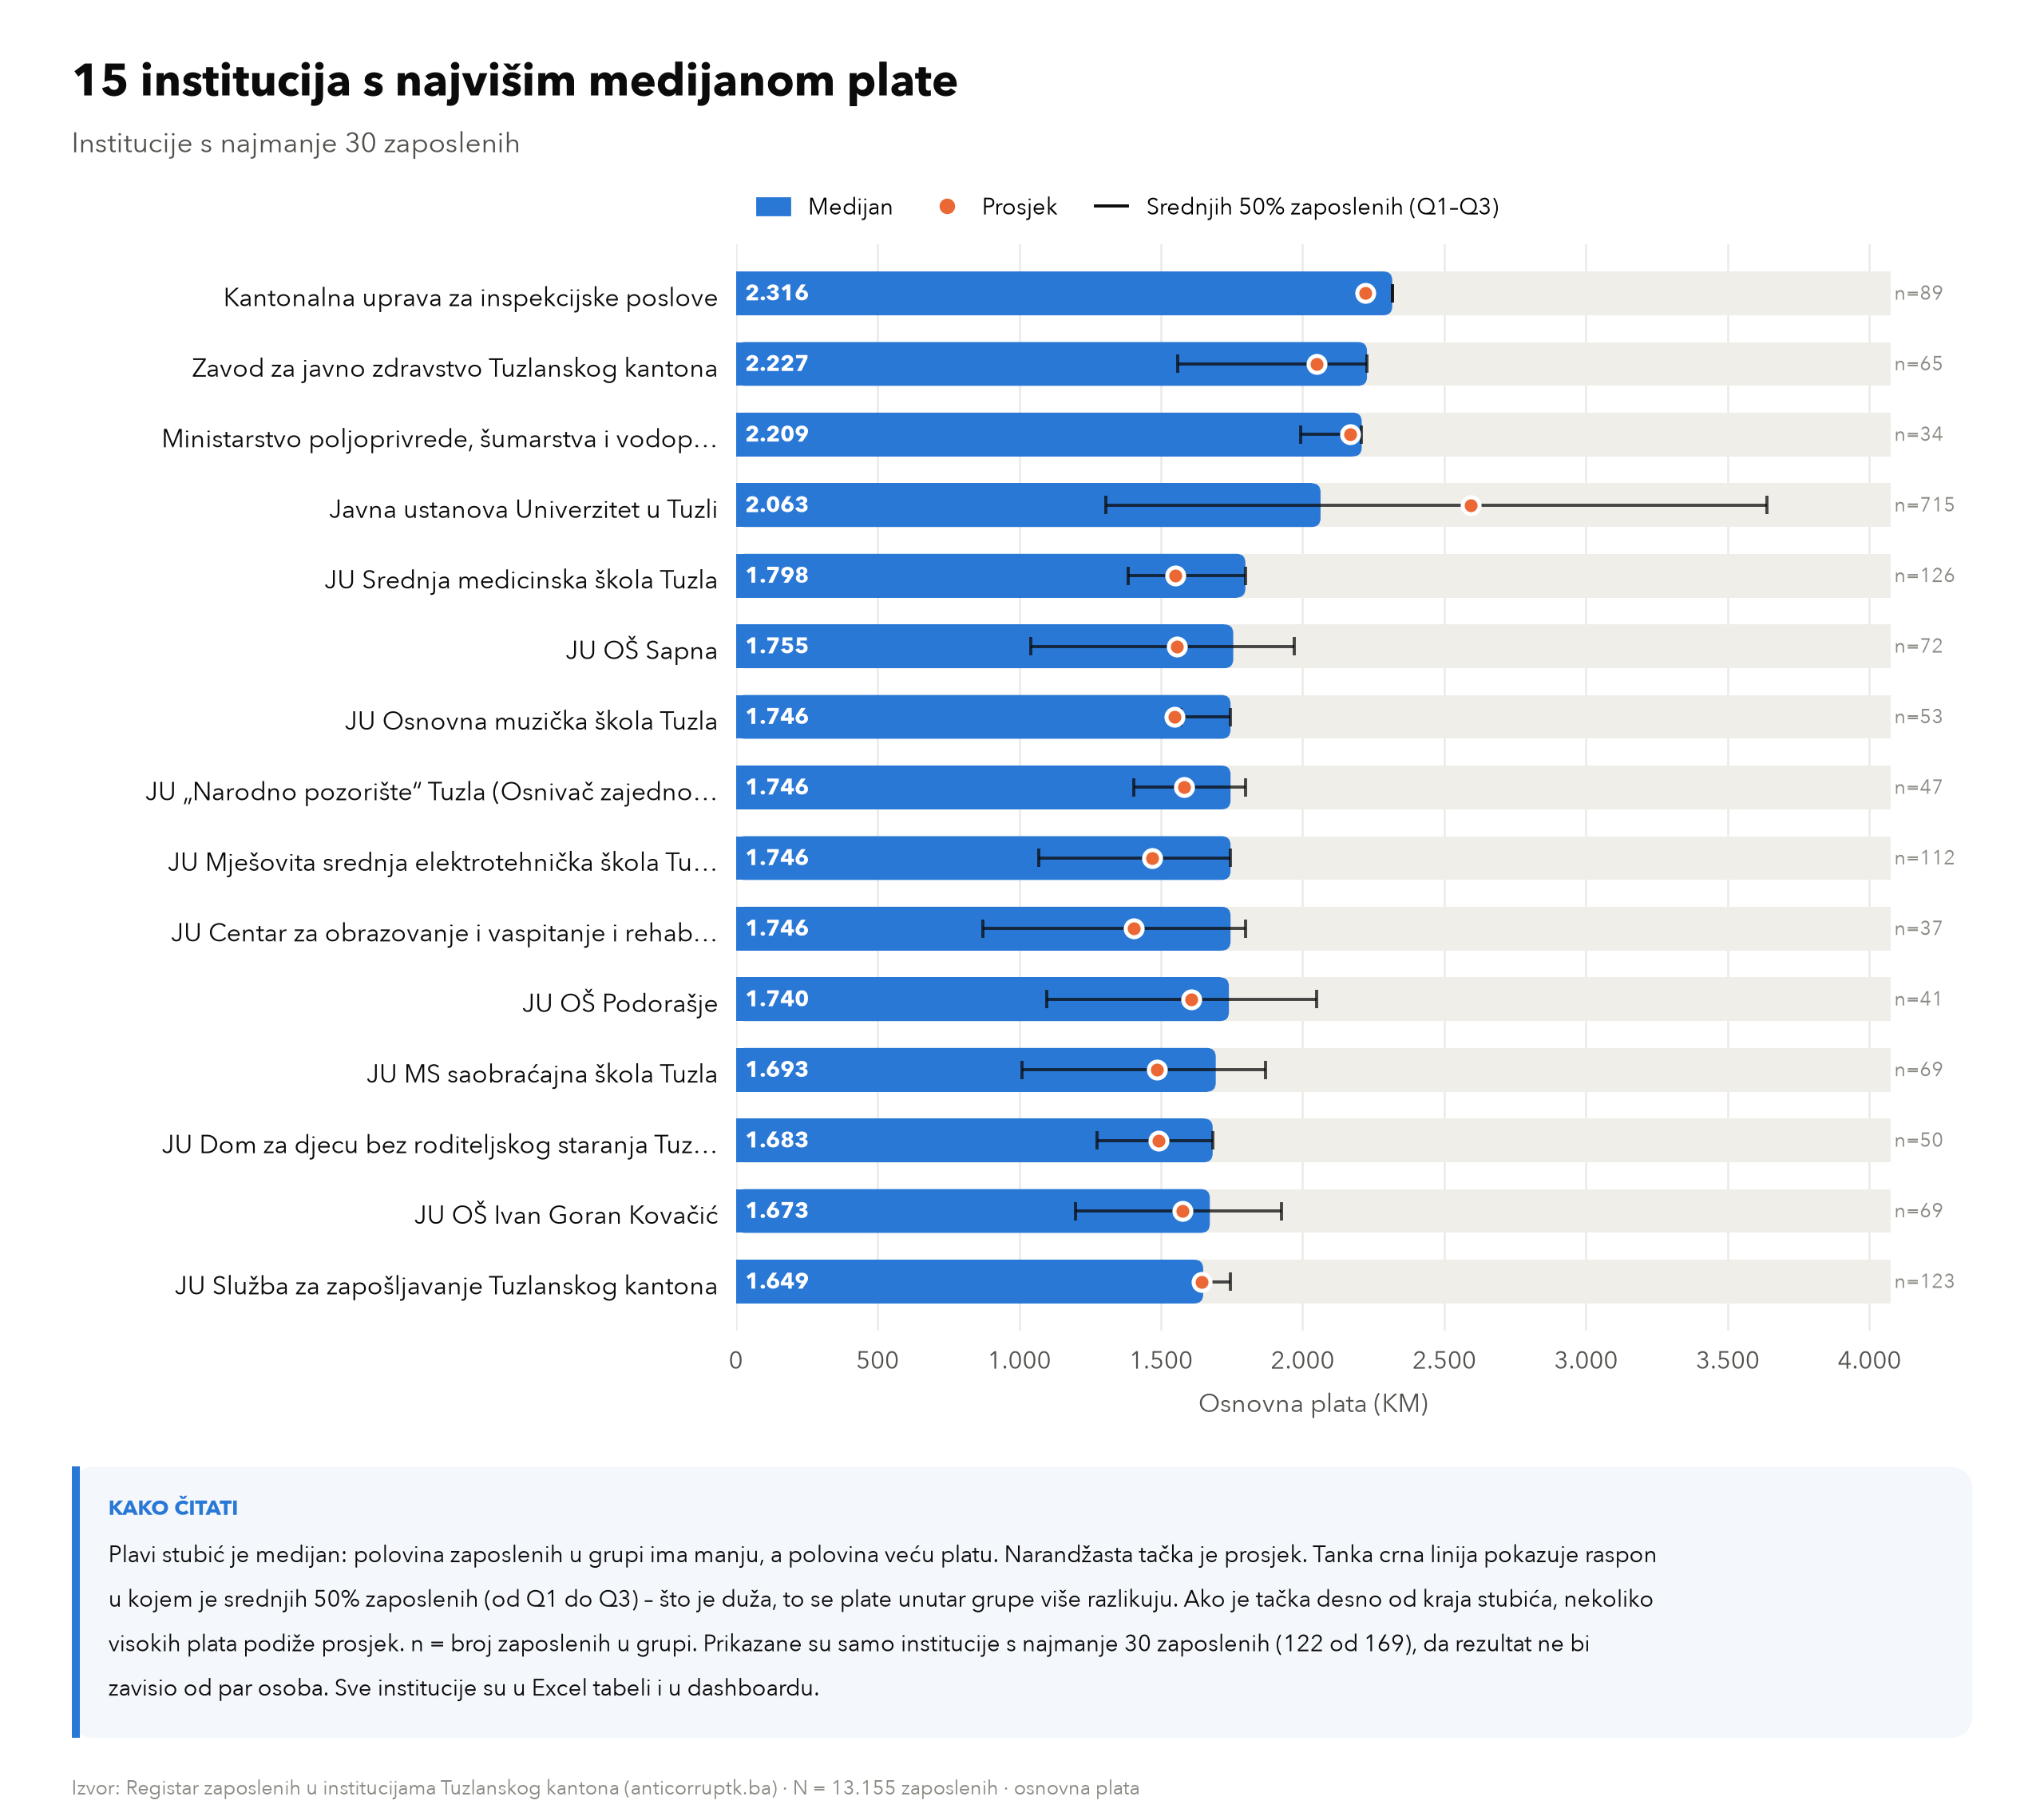 15 institucija s najvišim medijanom plate
Institucije s najmanje 30 zaposlenih
Medijan Prosjek Srednjih 50% zaposlenih (Q1–Q3)
Kantonalna uprava za inspekcijske poslove 2.316 n=89
Zavod za javno zdravstvo Tuzlanskog kantona 2.227 n=65
Ministarstvo poljoprivrede, šumarstva i vodop… 2.209 n=34
Javna ustanova Univerzitet u Tuzli 2.063 n=715
JU Srednja medicinska škola Tuzla 1.798 n=126
JU OŠ Sapna 1.755 n=72
JU Osnovna muzička škola Tuzla 1.746 n=53
JU „Narodno pozorište“ Tuzla (Osnivač zajedno… 1.746 n=47
JU Mješovita srednja elektrotehnička škola Tu… 1.746 n=112
JU Centar za obrazovanje i vaspitanje i rehab… 1.746 n=37
JU OŠ Podorašje 1.740 n=41
JU MS saobraćajna škola Tuzla 1.693 n=69
JU Dom za djecu bez roditeljskog staranja Tuz… 1.683 n=50
JU OŠ Ivan Goran Kovačić 1.673 n=69
JU Služba za zapošljavanje Tuzlanskog kantona 1.649 n=123
0 500 1.000 1.500 2.000 2.500 3.000 3.500 4.000
Osnovna plata (KM)
KAKO ČITATI
Plavi stubić je medijan: polovina zaposlenih u grupi ima manju, a polovina veću platu. Narandžasta tačka je prosjek. Tanka crna linija pokazuje raspon
u kojem je srednjih 50% zaposlenih (od Q1 do Q3) – što je duža, to se plate unutar grupe više razlikuju. Ako je tačka desno od kraja stubića, nekoliko
visokih plata podiže prosjek. n = broj zaposlenih u grupi. Prikazane su samo institucije s najmanje 30 zaposlenih (122 od 169), da rezultat ne bi
zavisio od par osoba. Sve institucije su u Excel tabeli i u dashboardu.
Izvor: Registar zaposlenih u institucijama Tuzlanskog kantona (anticorruptk.ba) · N = 13.155 zaposlenih · osnovna plata